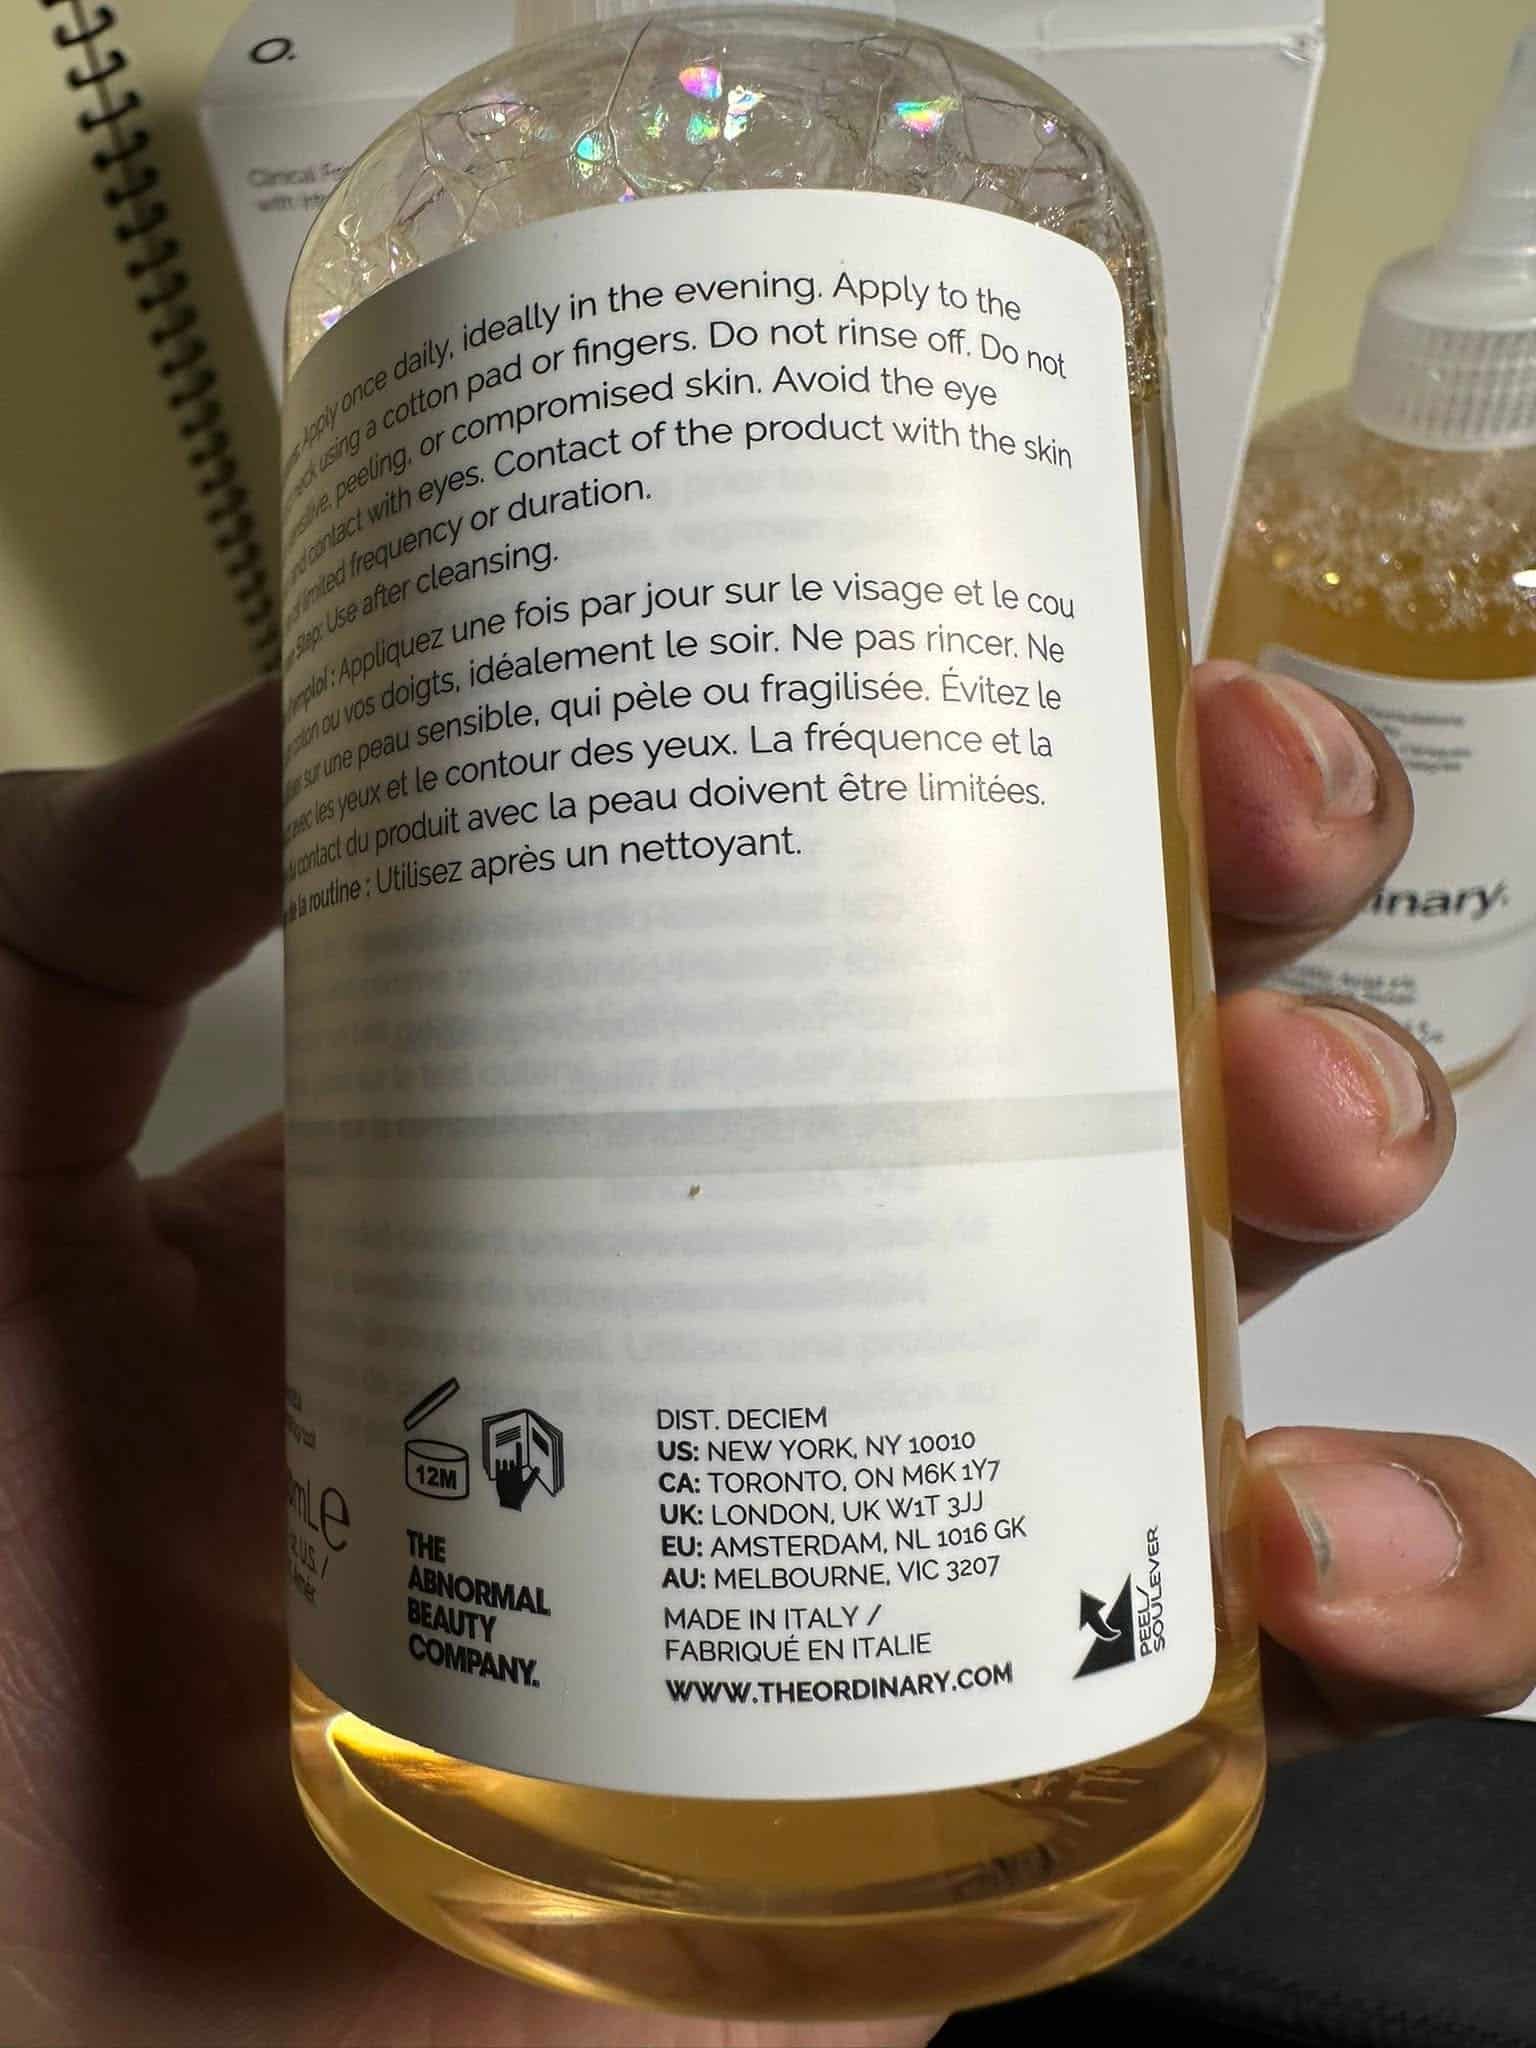 O.
Clinical
Apply once daily, ideally in the evening. Apply to the
neck using a cotton pad or fingers. Do not rinse off. Do not
peeling, or compromised skin. Avoid the eye
and contact with eyes. Contact of the product with the skin
limited frequency or duration.
Use after cleansing.
: Appliquez une fois par jour sur le visage et le cou
ou vos doigts, idéalement le soir. Ne pas rincer. Ne
sur une peau sensible, qui pèle ou fragilisée. Évitez le
avec les yeux et le contour des yeux. La fréquence et la
du contact du produit avec la peau doivent être limitées.
de la routine : Utilisez après un nettoyant.
12M
mL e
U.S. /
THE
ABNORMAL
BEAUTY
COMPANY.
DIST. DECIEM
US: NEW YORK, NY 10010
CA: TORONTO, ON M6K 1Y7
UK: LONDON, UK W1T 3JJ
EU: AMSTERDAM, NL 1016 GK
AU: MELBOURNE, VIC 3207
MADE IN ITALY /
FABRIQUÉ EN ITALIE
WWW.THEORDINARY.COM
PEEL/
SOULEVER
inary.